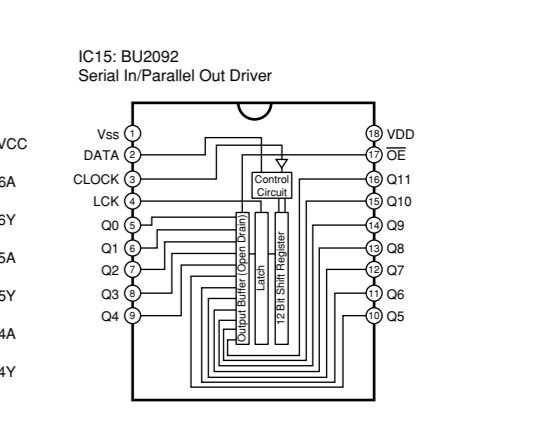 IC15: BU2092
Serial In/Parallel Out Driver
VCC
6A
6Y
5A
5Y
4A
4Y
Vss 1
DATA 2
CLOCK 3
LCK 4
Q0 5
Q1 6
Q2 7
Q3 8
Q4 9
Control
Circuit
Output Buffer (Open Drain)
Latch
12 Bit Shift Register
18 VDD
17 OE
16 Q11
15 Q10
14 Q9
13 Q8
12 Q7
11 Q6
10 Q5